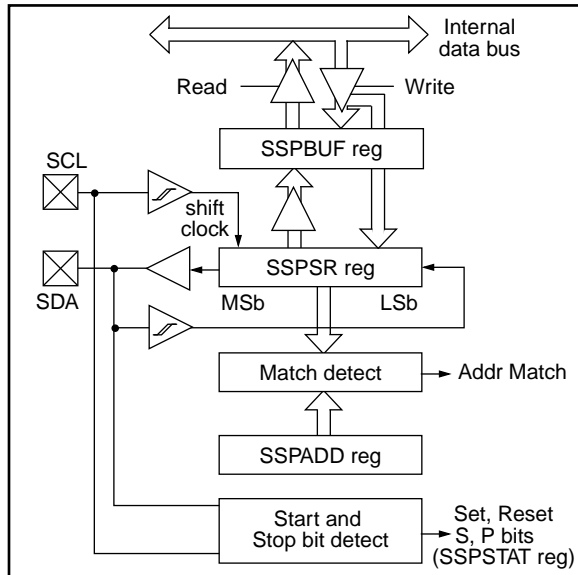 Internal
data bus
Read
Write
SSPBUF reg
SCL
shift
clock
SSPSR reg
SDA
MSb
LSb
Match detect
Addr Match
SSPADD reg
Start and
Stop bit detect
Set, Reset
S, P bits
(SSPSTAT reg)